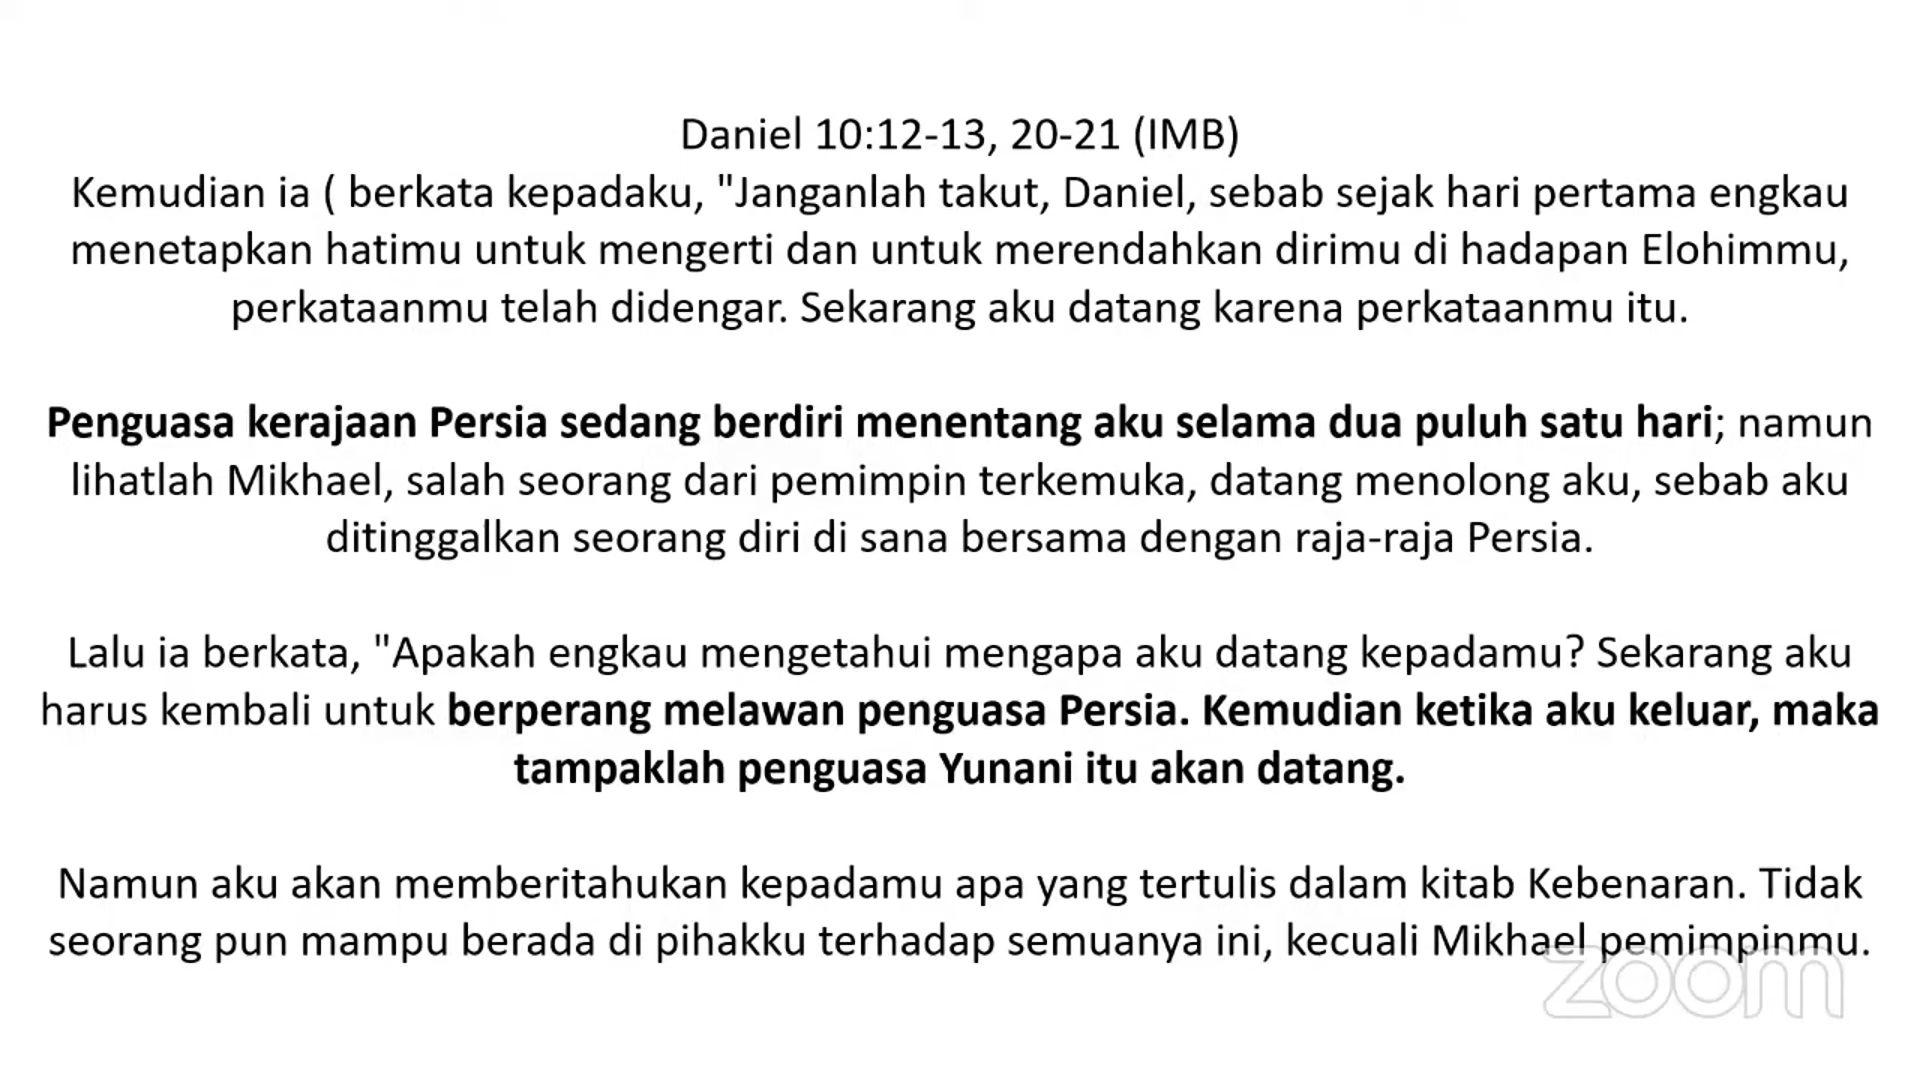 Daniel 10:12-13, 20-21 (IMB)
Kemudian ia ( berkata kepadaku, "Janganlah takut, Daniel, sebab sejak hari pertama engkau
menetapkan hatimu untuk mengerti dan untuk merendahkan dirimu di hadapan Elohimmu,
perkataanmu telah didengar. Sekarang aku datang karena perkataanmu itu.
Penguasa kerajaan Persia sedang berdiri menentang aku selama dua puluh satu hari; namun
lihatlah Mikhael, salah seorang dari pemimpin terkemuka, datang menolong aku, sebab aku
ditinggalkan seorang diri di sana bersama dengan raja-raja Persia.
Lalu ia berkata, "Apakah engkau mengetahui mengapa aku datang kepadamu? Sekarang aku
harus kembali untuk berperang melawan penguasa Persia. Kemudian ketika aku keluar, maka
tampaklah penguasa Yunani itu akan datang.
Namun aku akan memberitahukan kepadamu apa yang tertulis dalam kitab Kebenaran. Tidak
seorang pun mampu berada di pihakku terhadap semuanya ini, kecuali Mikhael pemimpinmu.
zoom